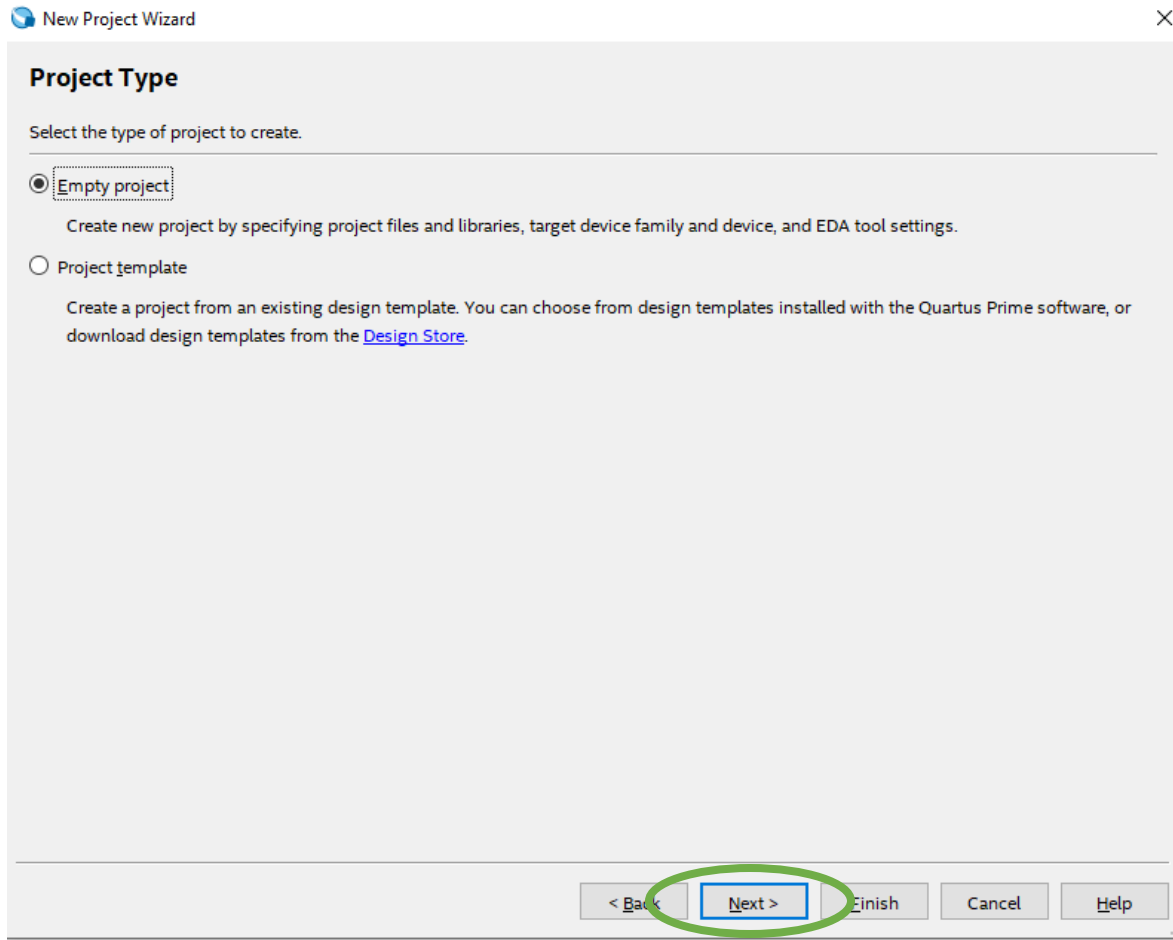 New Project Wizard
Project Type
Select the type of project to create.
Empty project
Create new project by specifying project files and libraries, target device family and device, and EDA tool settings.
Project template
Create a project from an existing design template. You can choose from design templates installed with the Quartus Prime software, or
download design templates from the Design Store.
< Back Next > Finish Cancel Help